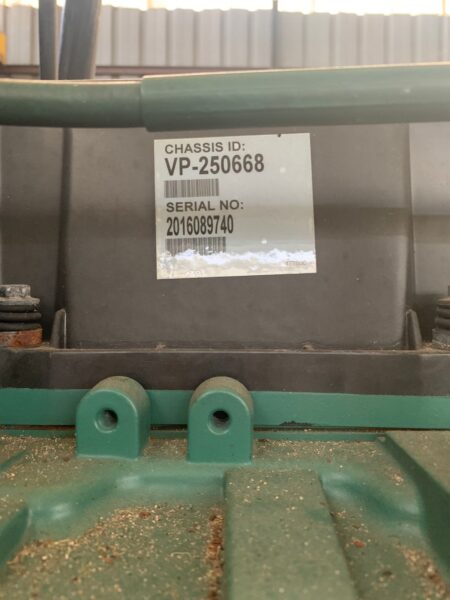 CHASSIS ID:
VP-250668
SERIAL NO:
2016089740